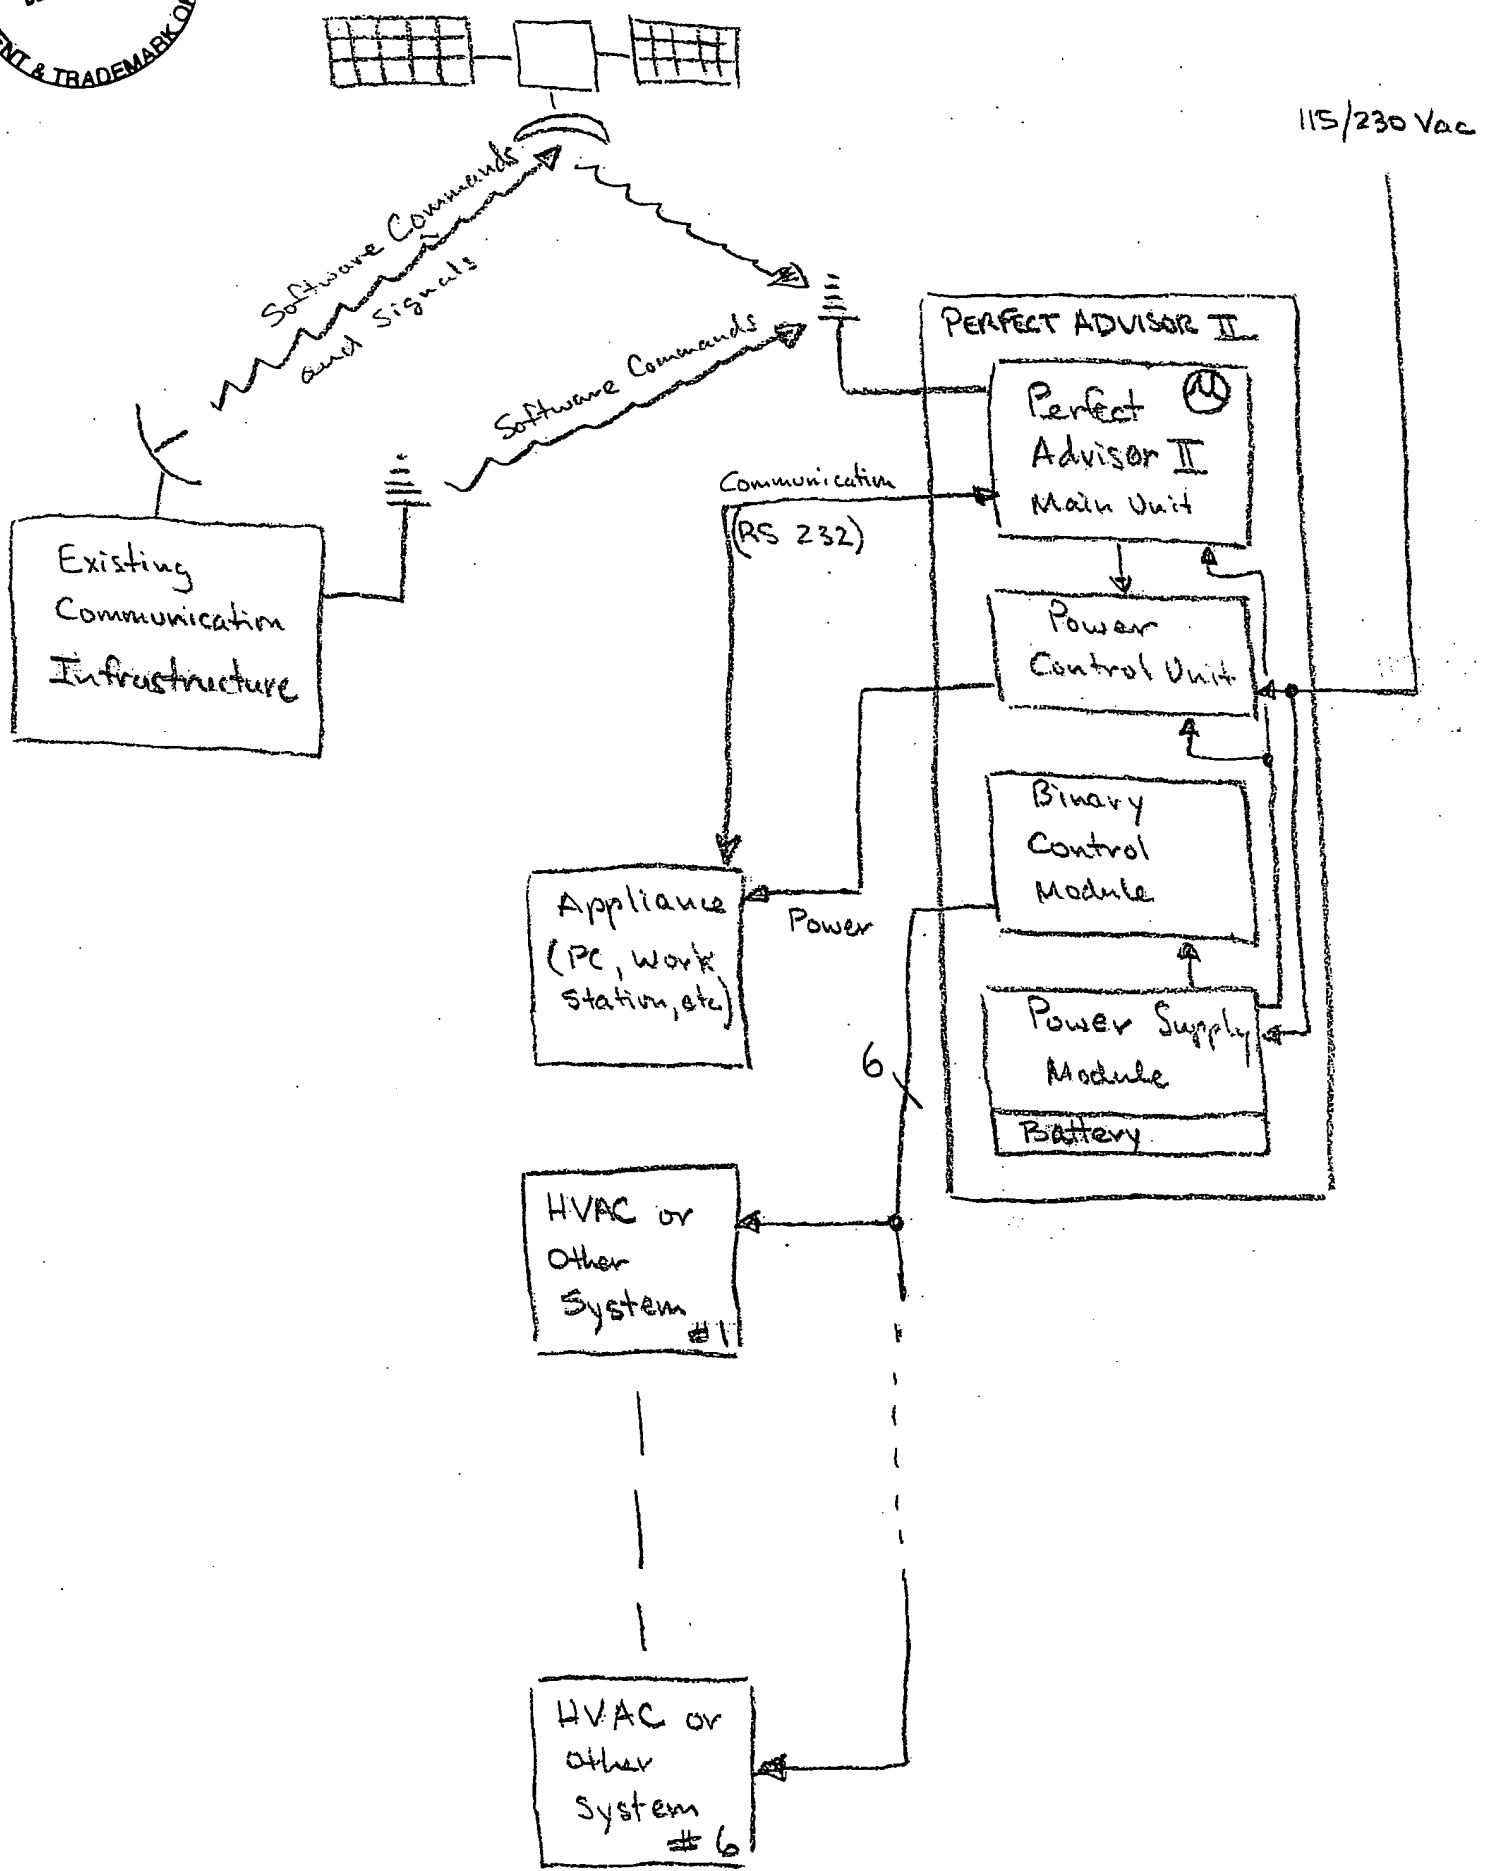 ENT & TRADEMARK OF
115/230 Vac
Software Commands
and Signals
Software Commands
PERFECT ADVISOR II
Perfect
Advisor II
Main Unit
Communication
(RS 232)
Existing
Communication
Infrastructure
Power
Control Unit
Binary
Control
Module
Appliance
(PC, Work
Station, etc)
Power
Power Supply
Module
Battery
6
HVAC or
Other
System
#1
HVAC or
Other
System
#6